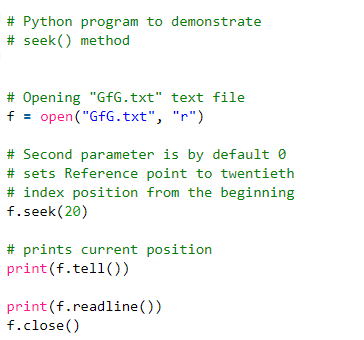 # Python program to demonstrate
# seek() method
# Opening "GfG.txt" text file
f = open("GfG.txt", "r")
# Second parameter is by default 0
# sets Reference point to twentieth
# index position from the beginning
f.seek(20)
# prints current position
print(f.tell())
print(f.readline())
f.close()